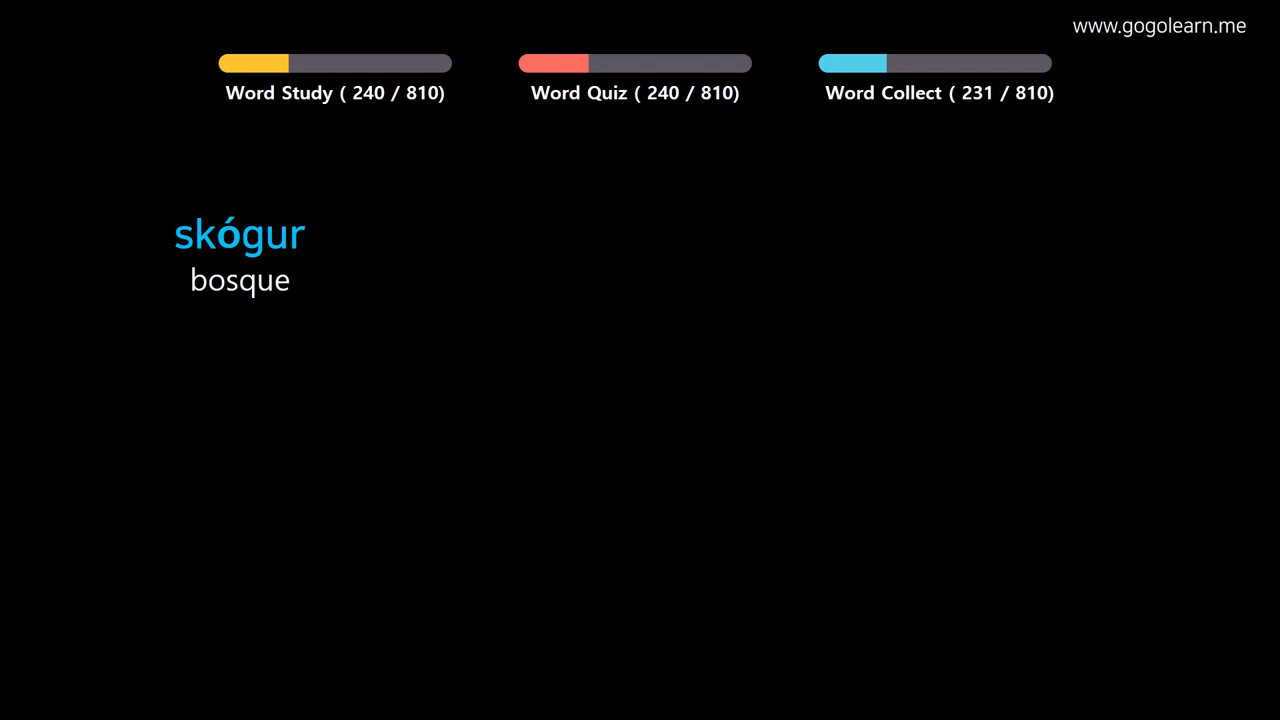 www.gogolearn.me
Word Study ( 240 / 810)
Word Quiz ( 240 / 810)
Word Collect ( 231 / 810)
skógur
bosque